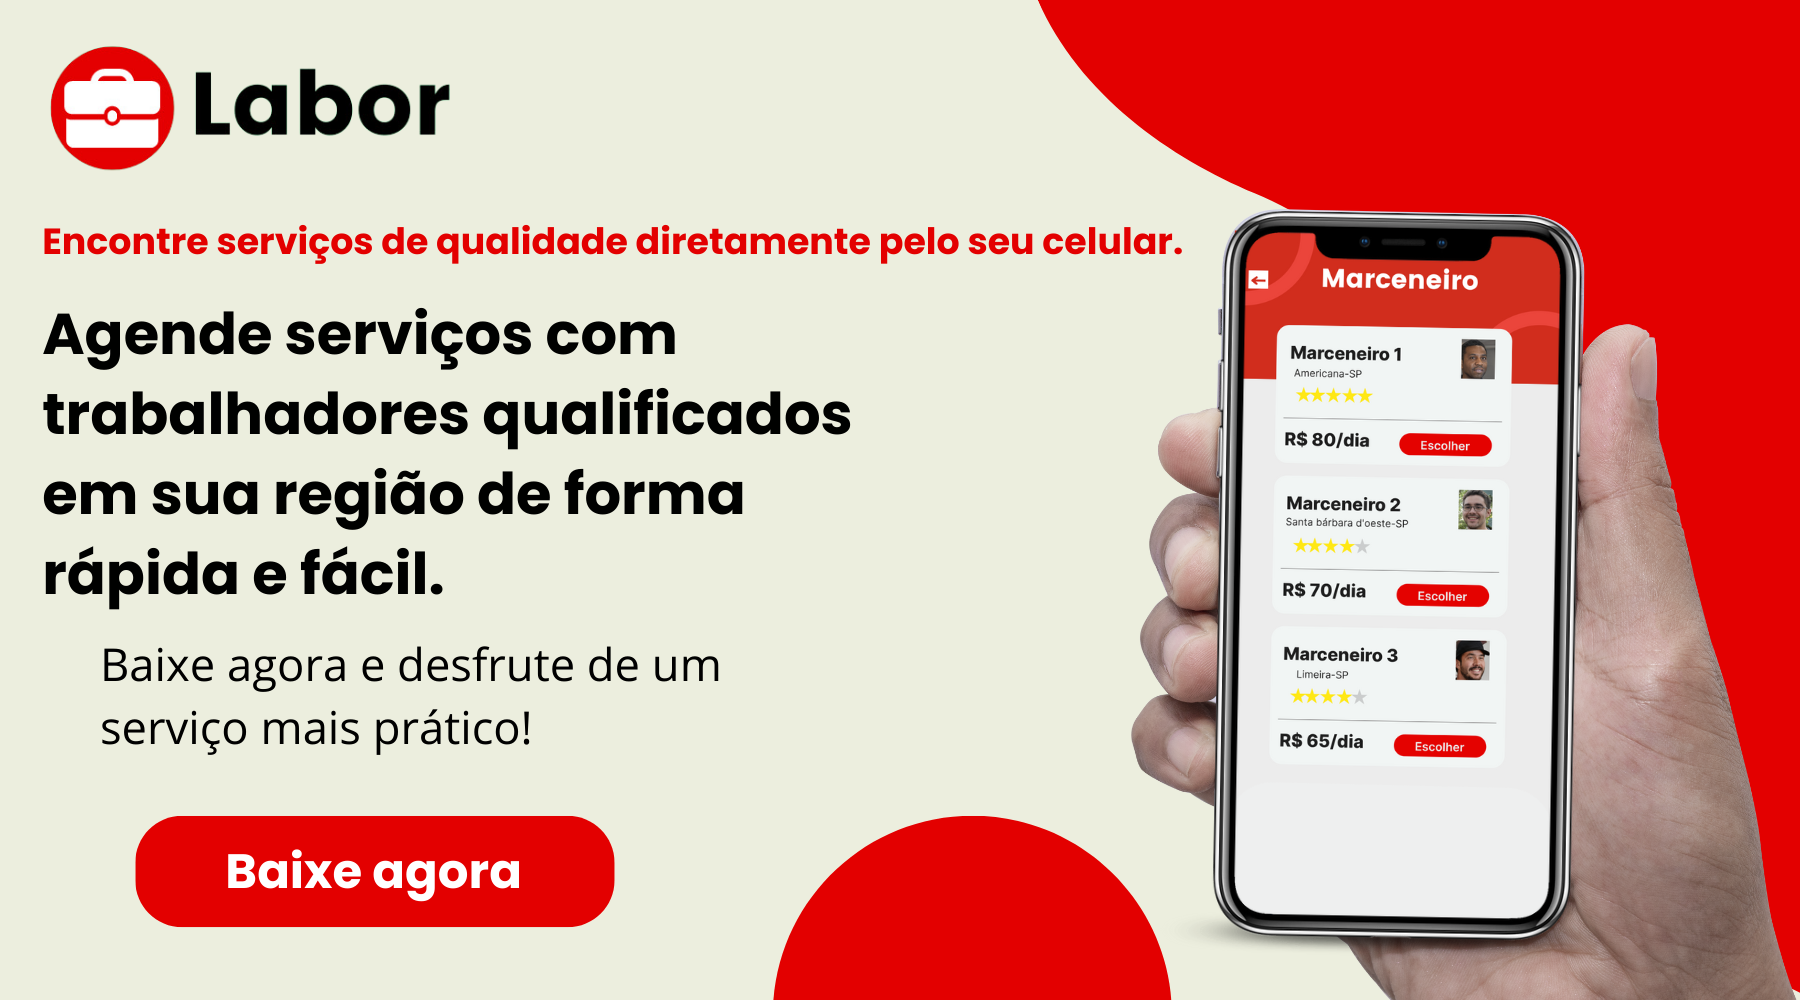 Labor
Encontre serviços de qualidade diretamente pelo seu celular.
Agende serviços com
trabalhadores qualificados
em sua região de forma
rápida e fácil.
Baixe agora e desfrute de um
serviço mais prático!
Baixe agora
Marceneiro
Marceneiro 1
Americana-SP
R$ 80/dia
Escolher
Marceneiro 2
Santa bárbara d'oeste-SP
R$ 70/dia
Escolher
Marceneiro 3
Limeira-SP
R$ 65/dia
Escolher